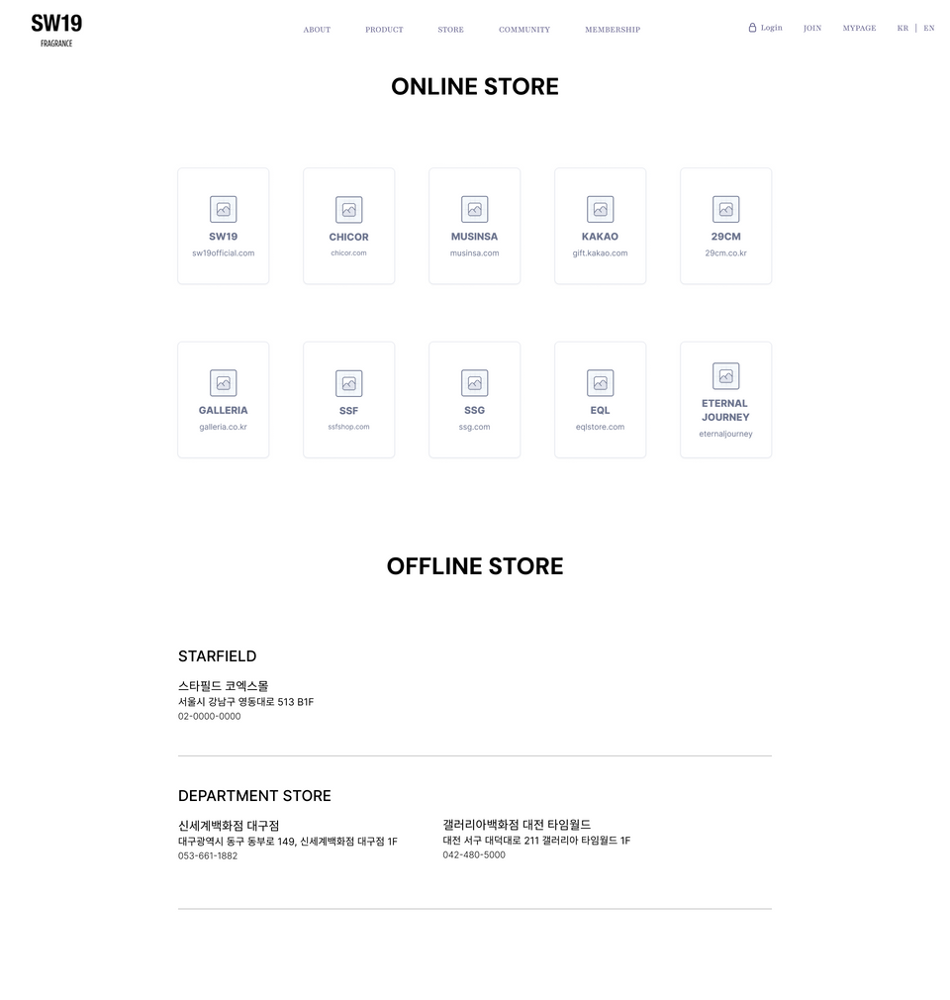 SW19
FRAGRANCE
ABOUT PRODUCT STORE COMMUNITY MEMBERSHIP
Login JOIN MYPAGE KR | EN
ONLINE STORE
SW19
sw19official.com
CHICOR
chicor.com
MUSINSA
musinsa.com
KAKAO
gift.kakao.com
29CM
29cm.co.kr
GALLERIA
galleria.co.kr
SSF
ssfshop.com
SSG
ssg.com
EQL
eqlstore.com
ETERNAL
JOURNEY
eternaljourney
OFFLINE STORE
STARFIELD
스타필드 코엑스몰
서울시 강남구 영동대로 513 B1F
02-0000-0000
DEPARTMENT STORE
신세계백화점 대구점
대구광역시 동구 동부로 149, 신세계백화점 대구점 1F
053-661-1882
갤러리아백화점 대전 타임월드
대전 서구 대덕대로 211 갤러리아 타임월드 1F
042-480-5000